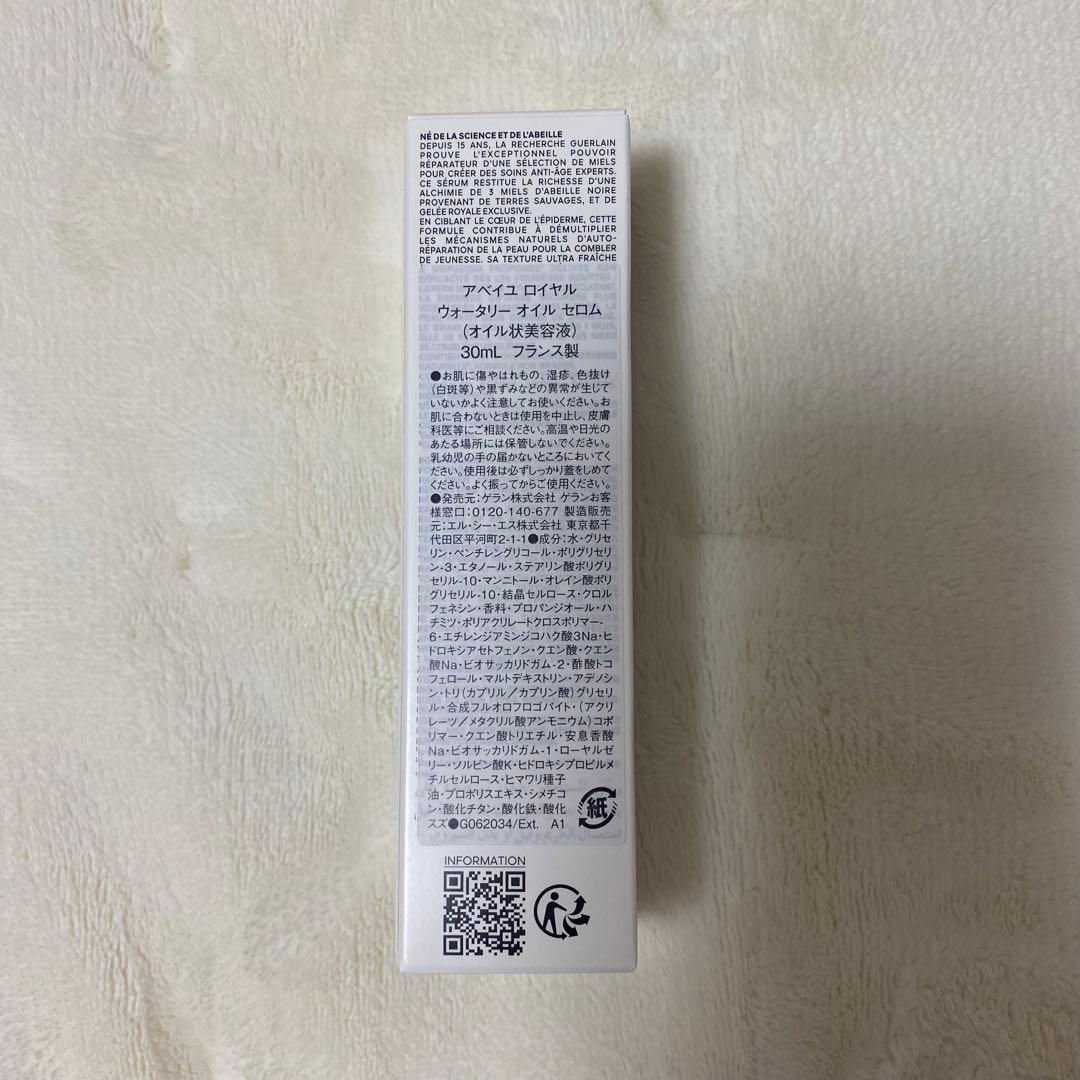 NÉ DE LA SCIENCE ET DE L'ABEILLE
DEPUIS 15 ANS, LA RECHERCHE GUERLAIN
PROUVE L'EXCEPTIONNEL POUVOIR
RÉPARATEUR D'UNE SÉLECTION DE MIELS
POUR CRÉER DES SOINS ANTI-ÂGE EXPERTS.
CE SÉRUM RESTITUE LA RICHESSE D'UNE
ALCHIMIE DE 3 MIELS D'ABEILLE NOIRE
PROVENANT DE TERRES SAUVAGES, ET DE
GELÉE ROYALE EXCLUSIVE.
EN CIBLANT LE CŒUR DE L'ÉPIDERME, CETTE
FORMULE CONTRIBUE À DÉMULTIPLIER
LES MÉCANISMES NATURELS D'AUTO-
RÉPARATION DE LA PEAU POUR LA COMBLER
DE JEUNESSE. SA TEXTURE ULTRA FRAÎCHE
アベイユ ロイヤル
ウォータリー オイル セロム
(オイル状美容液)
30mL フランス製
●お肌に傷やはれもの、湿疹、色抜け
(白斑等)や黒ずみなどの異常が生じて
いないかよく注意してお使いください。お
肌に合わないときは使用を中止し、皮膚
科医等にご相談ください。高温や日光の
あたる場所には保管しないでください。
乳幼児の手の届かないところにおいてく
ださい。使用後は必ずしっかり蓋をしめて
ください。よく振ってからご使用ください。
●発売元:ゲラン株式会社 ゲランお客
様窓口:0120-140-677 製造販売
元:エル・シー・エス株式会社 東京都千
代田区平河町2-1-1●成分:水・グリセ
リン・ペンチレングリコール・ポリグリセリ
ン-3・エタノール・ステアリン酸ポリグリ
セリル-10・マンニトール・オレイン酸ポリ
グリセリル-10・結晶セルロース・クロル
フェネシン・香料・プロパンジオール・ハ
チミツ・ポリアクリレートクロスポリマー-
6・エチレンジアミンジコハク酸3Na・ヒ
ドロキシアセトフェノン・クエン酸・クエン
酸Na・ビオサッカリドガム-2・酢酸トコ
フェロール・マルトデキストリン・アデノシ
ン・トリ(カプリル/カプリン酸)グリセリ
ル・合成フルオロフロゴパイト・(アクリ
レーツ/メタクリル酸アンモニウム)コポ
リマー・クエン酸トリエチル・安息香酸
Na・ビオサッカリドガム-1・ローヤルゼ
リー・ソルビン酸K・ヒドロキシプロピルメ
チルセルロース・ヒマワリ種子
油・プロポリスエキス・シメチコ
ン・酸化チタン・酸化鉄・酸化
スズ●G062034/Ext. A1
紙
INFORMATION